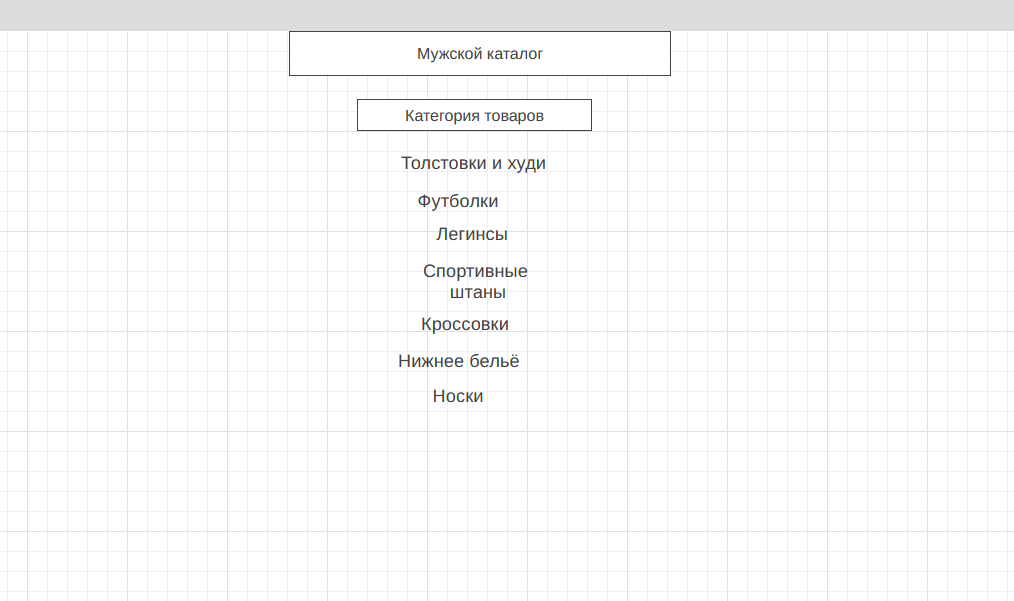 Мужской каталог
Категория товаров
Толстовки и худи
Футболки
Легинсы
Спортивные
штаны
Кроссовки
Нижнее бельё
Носки